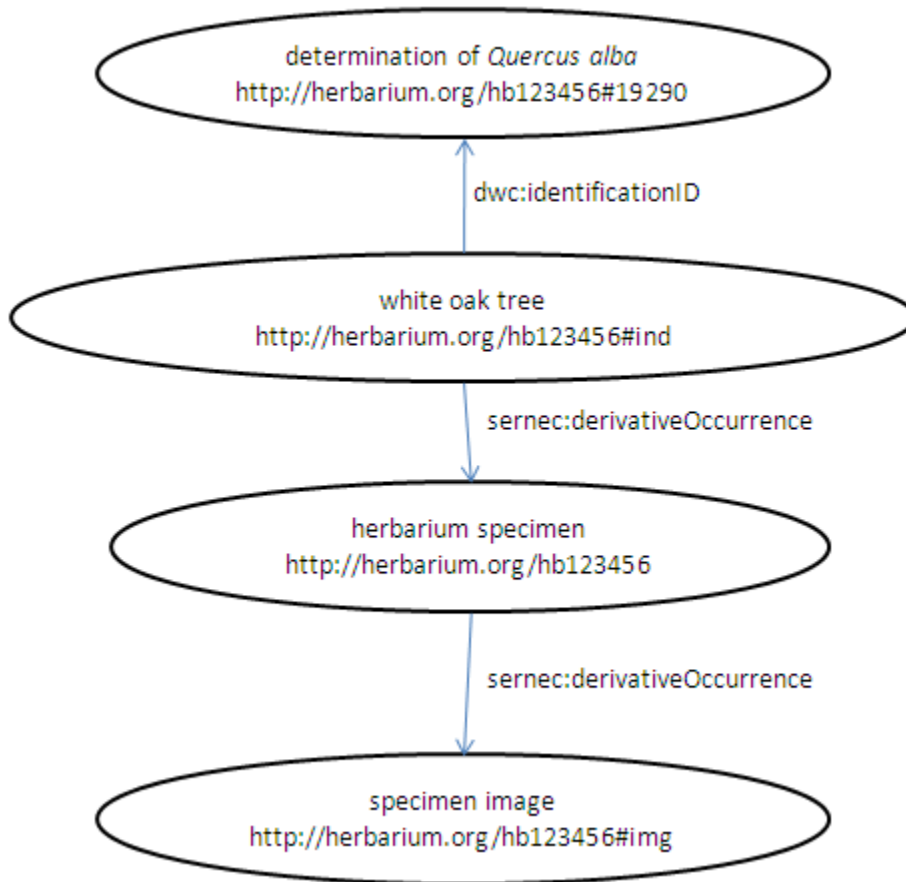 determination of Quercus alba
http://herbarium.org/hb123456#19290
dwc:identificationID
white oak tree
http://herbarium.org/hb123456#ind
sernec:derivativeOccurrence
herbarium specimen
http://herbarium.org/hb123456
sernec:derivativeOccurrence
specimen image
http://herbarium.org/hb123456#img